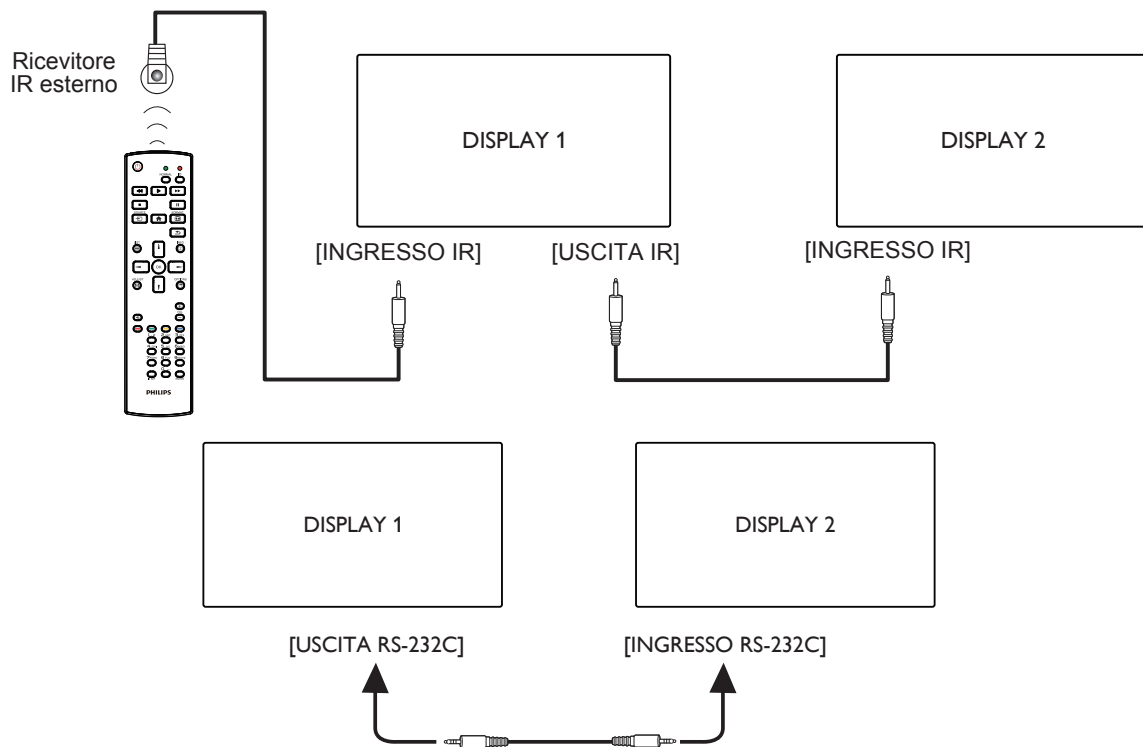 Ricevitore
IR esterno
DISPLAY 1
DISPLAY 2
[INGRESSO IR]
[USCITA IR]
[INGRESSO IR]
PHILIPS
DISPLAY 1
DISPLAY 2
[USCITA RS-232C]
[INGRESSO RS-232C]